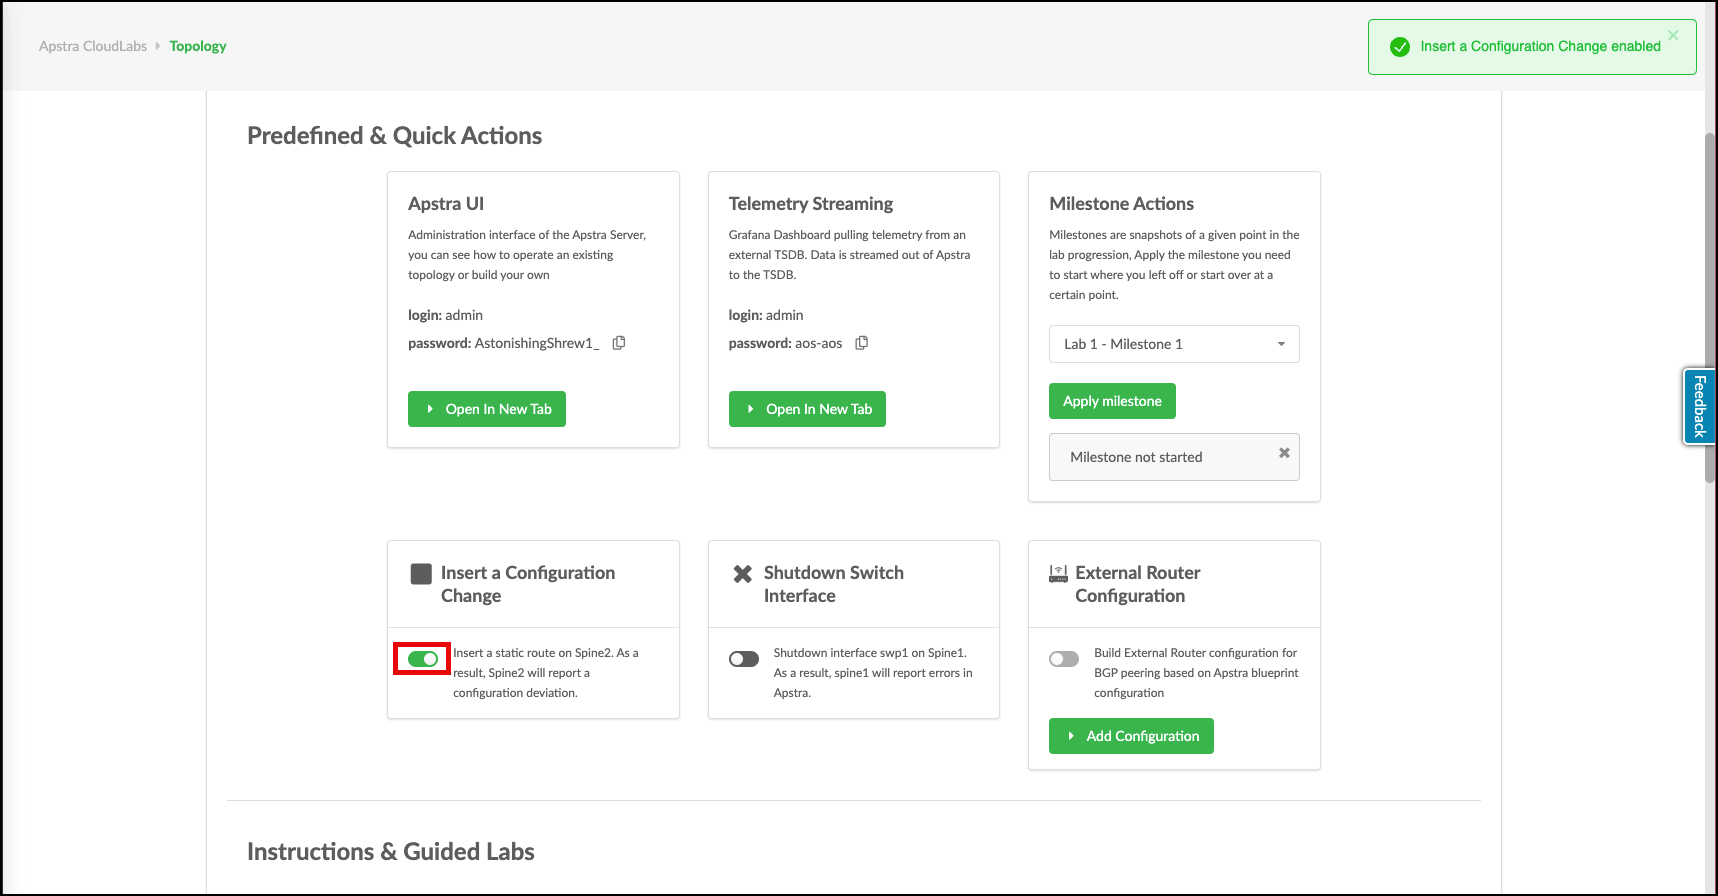 Apstra CloudLabs
Topology
Insert a Configuration Change enabled
Predefined & Quick Actions
Apstra UI
Administration interface of the Apstra Server,
you can see how to operate an existing
topology or build your own
login: admin
password: AstonishingShrew1_
Open In New Tab
Telemetry Streaming
Grafana Dashboard pulling telemetry from an
external TSDB. Data is streamed out of Apstra
to the TSDB.
login: admin
password: aos-aos
Open In New Tab
Milestone Actions
Milestones are snapshots of a given point in the
lab progression, Apply the milestone you need
to start where you left off or start over at a
certain point.
Lab 1 - Milestone 1
Apply milestone
Milestone not started
Feedback
Insert a Configuration
Change
Insert a static route on Spine2. As a
result, Spine2 will report a
configuration deviation.
Shutdown Switch
Interface
Shutdown interface swp1 on Spine1.
As a result, spine1 will report errors in
Apstra.
External Router
Configuration
Build External Router configuration for
BGP peering based on Apstra blueprint
configuration
Add Configuration
Instructions & Guided Labs